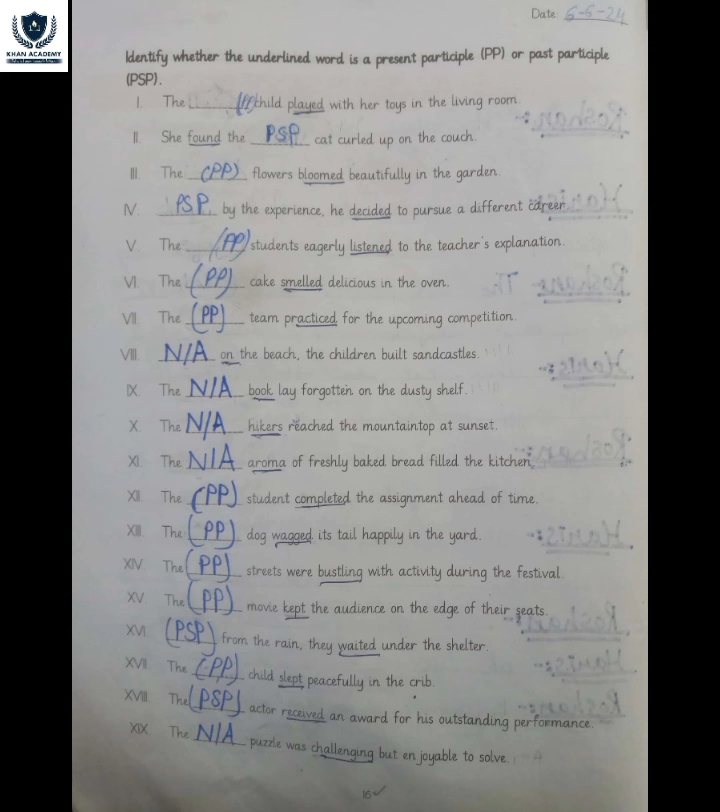 KHAN ACADEMY
Date: 6-6-24
Identify whether the underlined word is a present participle (PP) or past participle
(PSP).
I. The (PP) child played with her toys in the living room.
II. She found the PSP cat curled up on the couch.
III. The (PP) flowers bloomed beautifully in the garden.
IV. PSP by the experience, he decided to pursue a different career.
V. The (PP) students eagerly listened to the teacher's explanation.
VI. The (PP) cake smelled delicious in the oven.
VII. The (PP) team practiced for the upcoming competition.
VIII. N/A on the beach, the children built sandcastles.
IX. The N/A book lay forgotten on the dusty shelf.
X. The N/A hikers reached the mountaintop at sunset.
XI. The N/A aroma of freshly baked bread filled the kitchen.
XII. The (PP) student completed the assignment ahead of time.
XIII. The (PP) dog wagged its tail happily in the yard.
XIV. The (PP) streets were bustling with activity during the festival.
XV. The (PP) movie kept the audience on the edge of their seats.
XVI. (PSP) from the rain, they waited under the shelter.
XVII. The (PP) child slept peacefully in the crib.
XVIII. The (PSP) actor received an award for his outstanding performance.
XIX. The N/A puzzle was challenging but en joyable to solve.
16